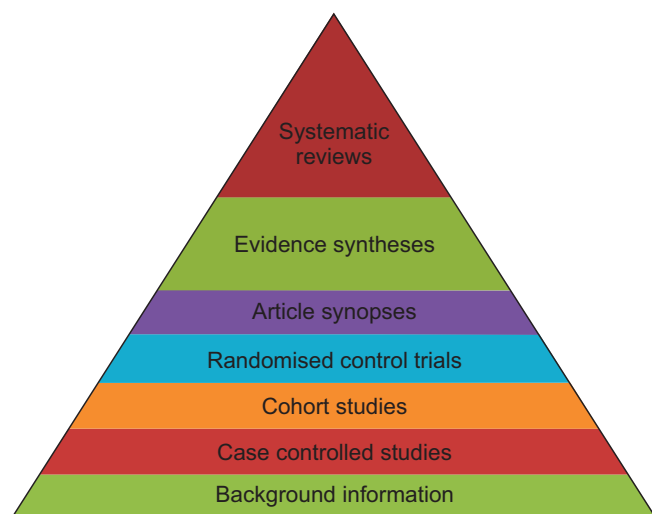 Systematic
reviews
Evidence syntheses
Article synopses
Randomised control trials
Cohort studies
Case controlled studies
Background information